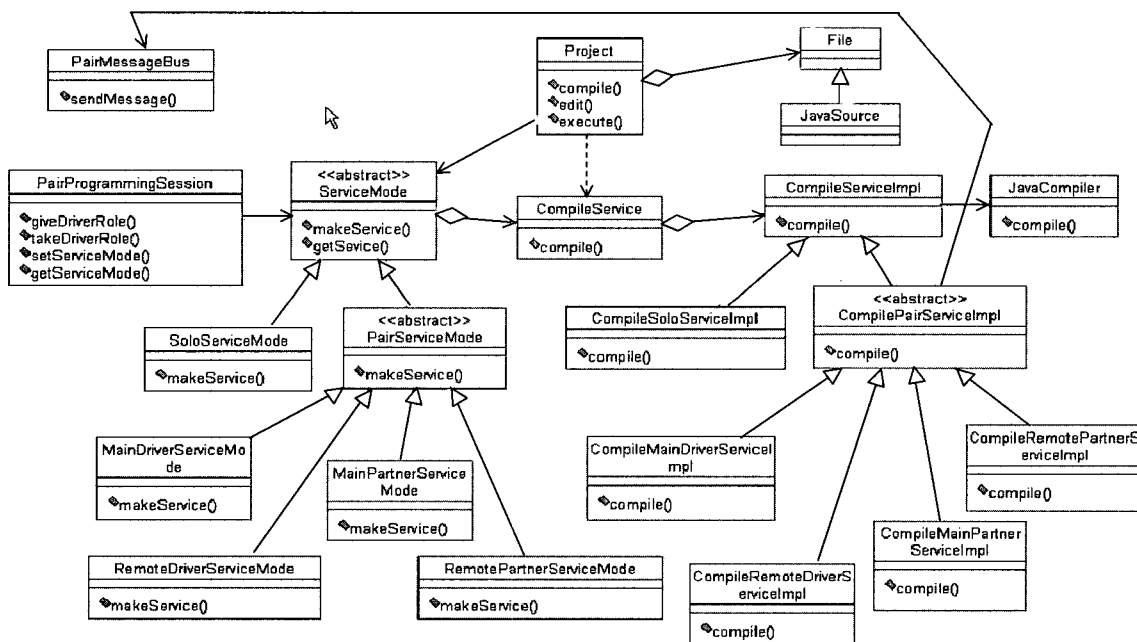 PairMessageBus
sendMessage()
Project
compile()
edit()
execute()
File
JavaSource
PairProgrammingSession
giveDriverRole()
takeDriverRole()
setServiceMode()
getServiceMode()
<<abstract>>
ServiceMode
makeService()
getSevice()
CompileService
compile()
CompileServiceImpl
compile()
JavaCompiler
compile()
SoloServiceMode
makeService()
<<abstract>>
PairServiceMode
makeService()
CompileSoloServiceImpl
compile()
<<abstract>>
CompilePairServiceImpl
compile()
MainDriverServiceMo
de
makeService()
MainPartnerService
Mode
makeService()
CompileMainDriverServiceI
mpl
compile()
CompileRemotePartnerS
erviceImpl
compile()
RemoteDriverServiceMode
makeService()
RemotePartnerServiceMode
makeService()
CompileRemoteDriverS
erviceImpl
compile()
CompileMainPartner
ServiceImpl
compile()